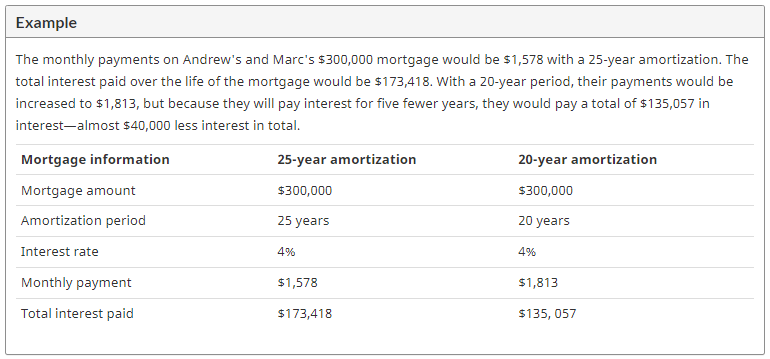 Example
The monthly payments on Andrew's and Marc's $300,000 mortgage would be $1,578 with a 25-year amortization. The
total interest paid over the life of the mortgage would be $173,418. With a 20-year period, their payments would be
increased to $1,813, but because they will pay interest for five fewer years, they would pay a total of $135,057 in
interest—almost $40,000 less interest in total.
Mortgage information 25-year amortization 20-year amortization
Mortgage amount $300,000 $300,000
Amortization period 25 years 20 years
Interest rate 4% 4%
Monthly payment $1,578 $1,813
Total interest paid $173,418 $135, 057